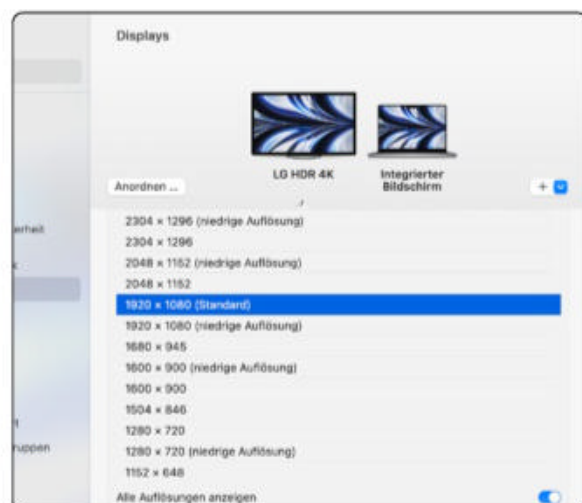 Displays
LG HDR 4K
Integrierter
Bildschirm
Anordnen ...
+
2304 × 1296 (niedrige Auflösung)
2304 × 1296
erheit
2048 × 1152 (niedrige Auflösung)
k
2048 × 1152
1920 × 1080 (Standard)
1920 × 1080 (niedrige Auflösung)
1680 × 945
1600 × 900 (niedrige Auflösung)
1600 × 900
1504 × 846
t
1280 × 720
ruppen
1280 × 720 (niedrige Auflösung)
1152 × 648
Alle Auflösungen anzeigen